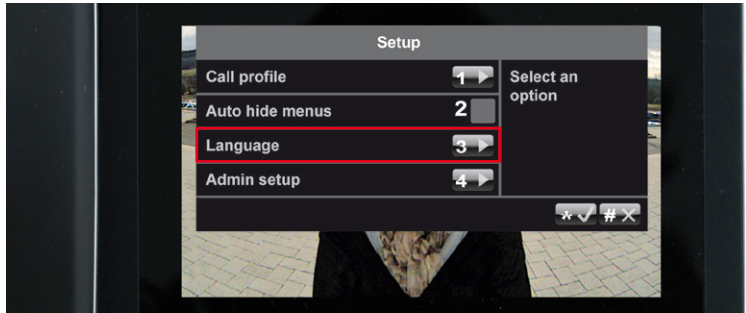 Setup
Call profile 1
Select an
option
Auto hide menus 2
Language 3
Admin setup 4
* #